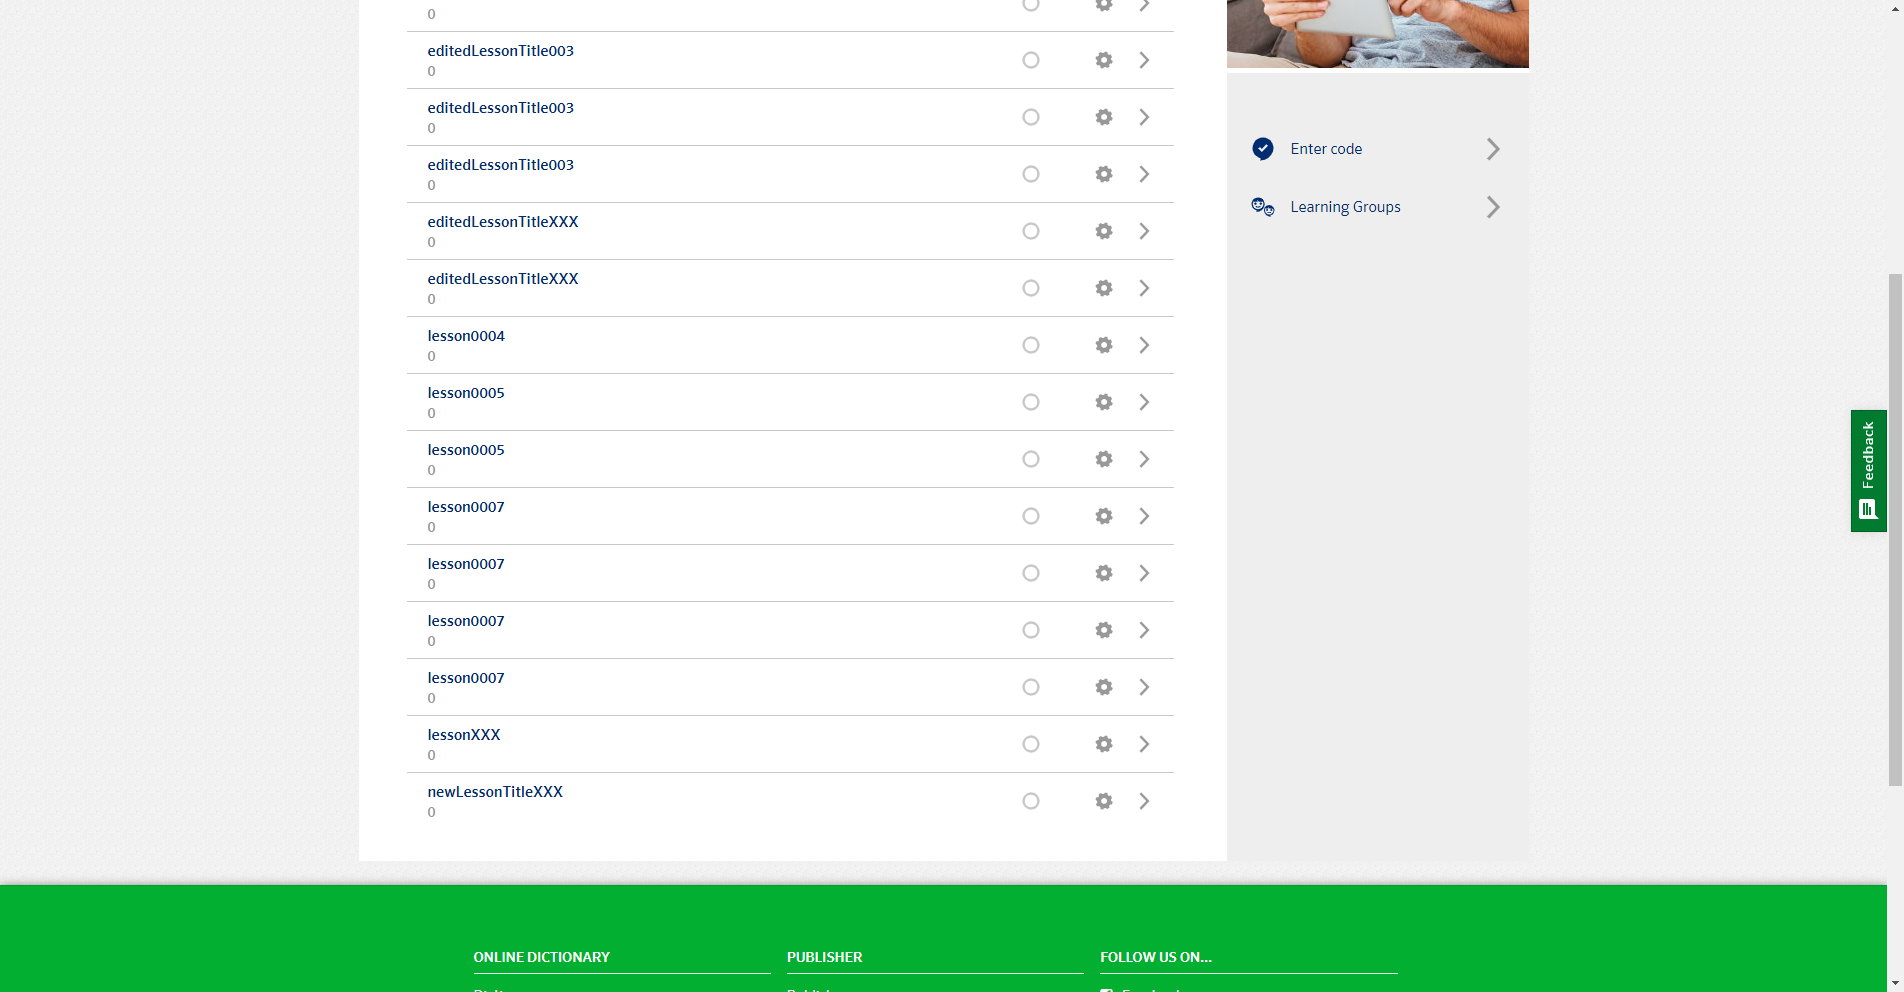 0
editedLessonTitle003
0
editedLessonTitle003
0
editedLessonTitle003
0
editedLessonTitleXXX
0
editedLessonTitleXXX
0
lesson0004
0
lesson0005
0
lesson0005
0
lesson0007
0
lesson0007
0
lesson0007
0
lesson0007
0
lessonXXX
0
newLessonTitleXXX
0
Enter code
Learning Groups
Feedback
ONLINE DICTIONARY
PUBLISHER
FOLLOW US ON...
Facebook